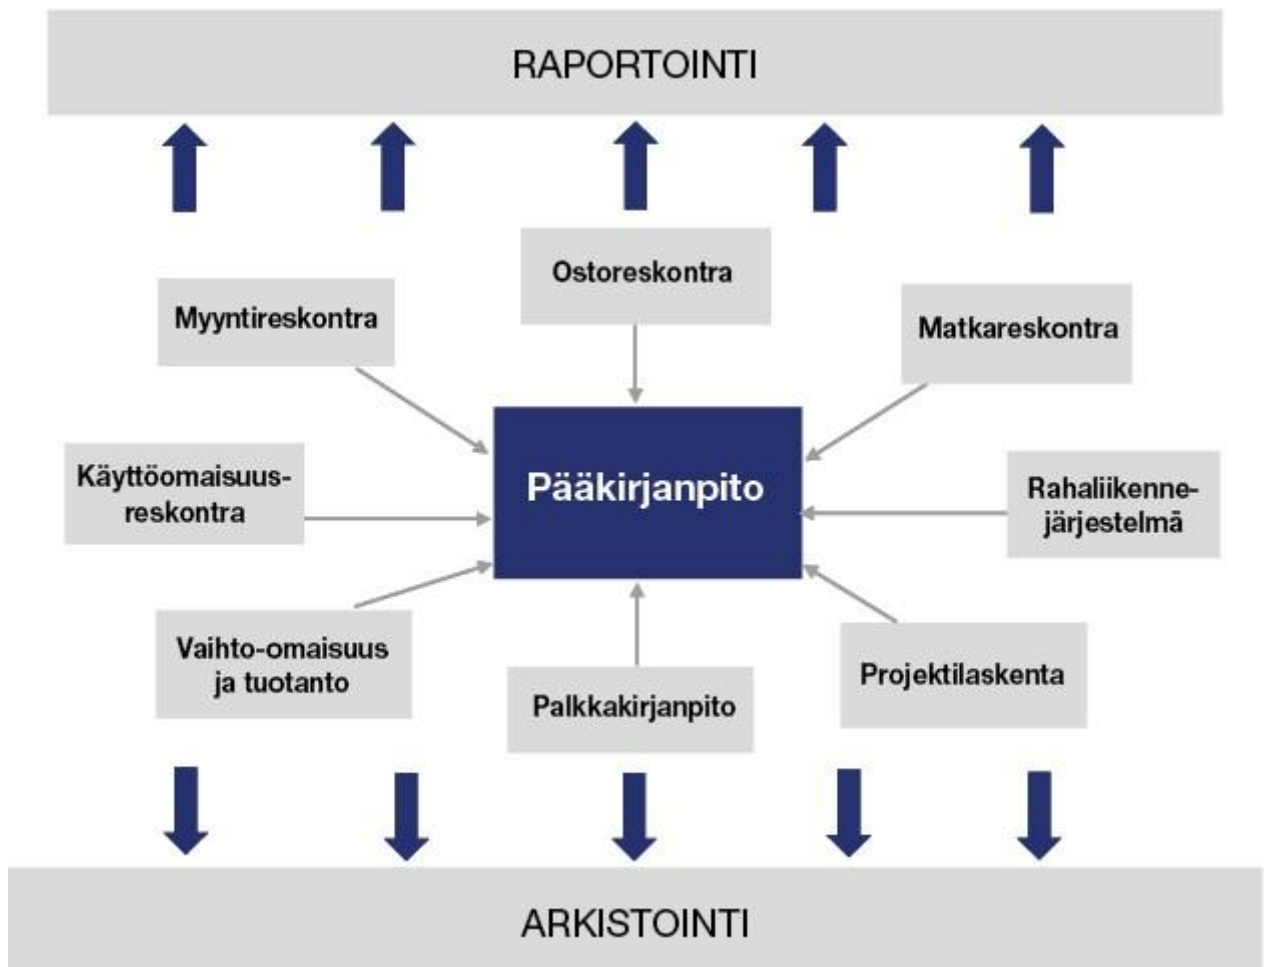 RAPORTOINTI
Ostoreskontra
Myyntireskontra
Matkareskontra
Käyttöomaisuus-
reskontra
Pääkirjanpito
Rahaliikenne-
järjestelmä
Vaihto-omaisuus
ja tuotanto
Palkkakirjanpito
Projektilaskenta
ARKISTOINTI